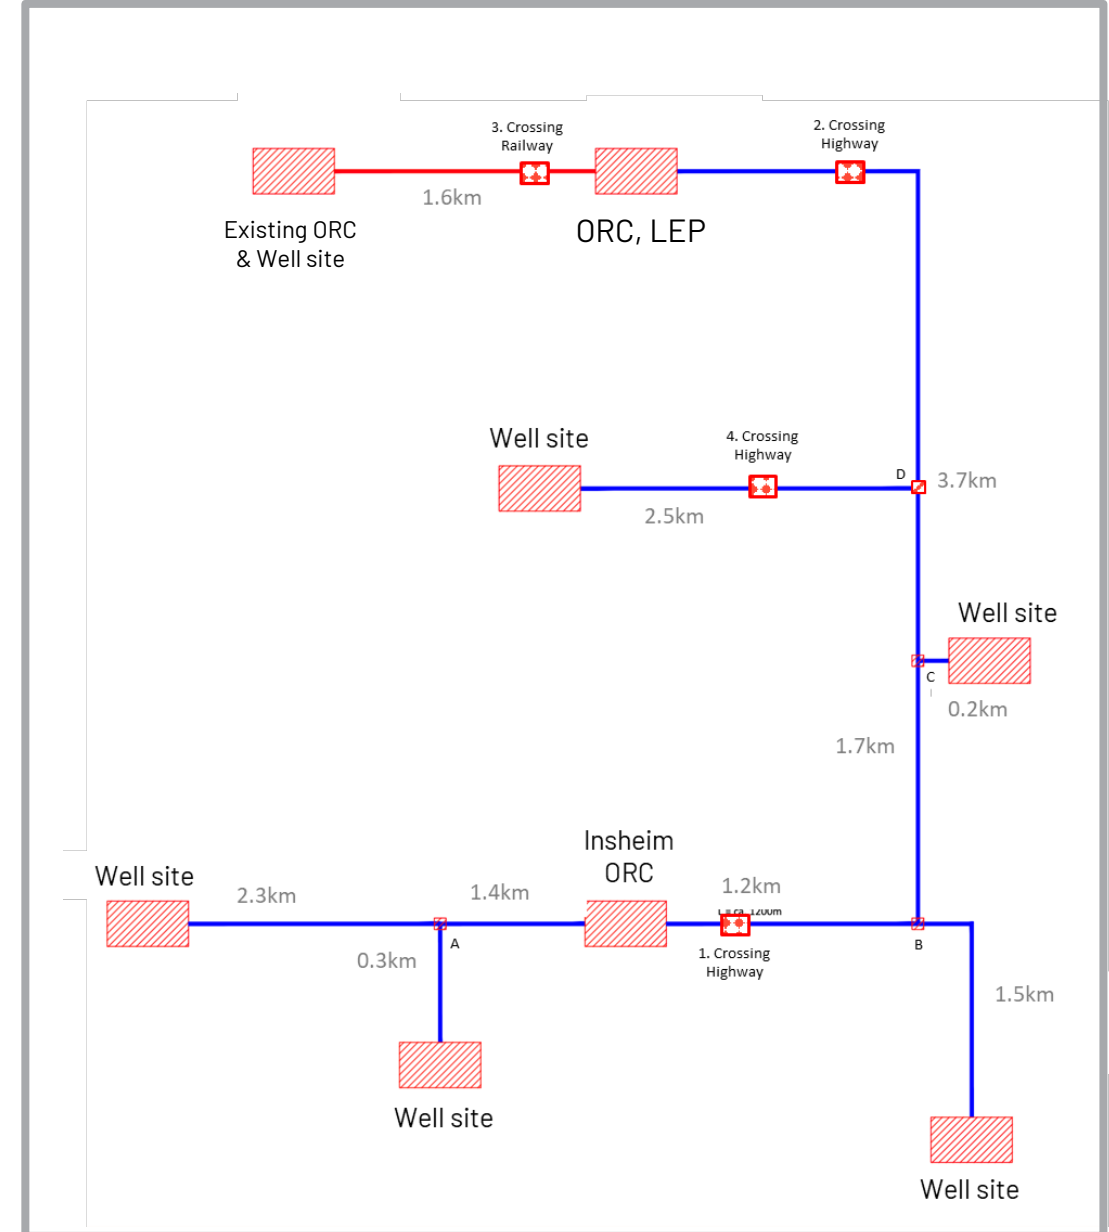 3. Crossing
Railway
2. Crossing
Highway
1.6km
Existing ORC
& Well site
ORC, LEP
Well site
4. Crossing
Highway
D
3.7km
2.5km
Well site
C
0.2km
1.7km
Insheim
ORC
Well site
2.3km
1.4km
1.2km
1200m
A
B
0.3km
1. Crossing
Highway
1.5km
Well site
Well site